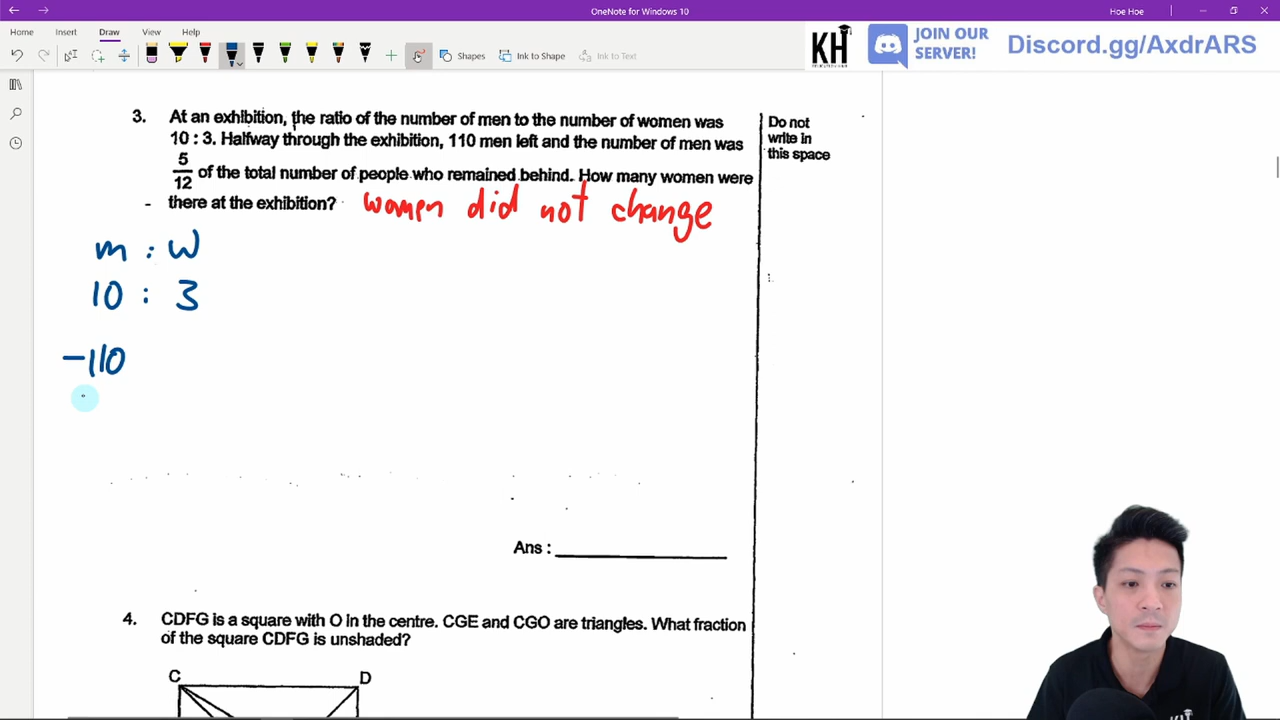 OneNote for Windows 10
Hoe Hoe
Home Insert Draw View Help
Shapes Ink to Shape Ink to Text
KH
JOIN OUR
SERVER!
Discord.gg/AxdrARS
3. At an exhibition, the ratio of the number of men to the number of women was
10 : 3. Halfway through the exhibition, 110 men left and the number of men was
5/12 of the total number of people who remained behind. How many women were
there at the exhibition? women did not change
Do not
write in
this space
m : w
10 : 3
-110
Ans :
4. CDFG is a square with O in the centre. CGE and CGO are triangles. What fraction
of the square CDFG is unshaded?
C D
KH